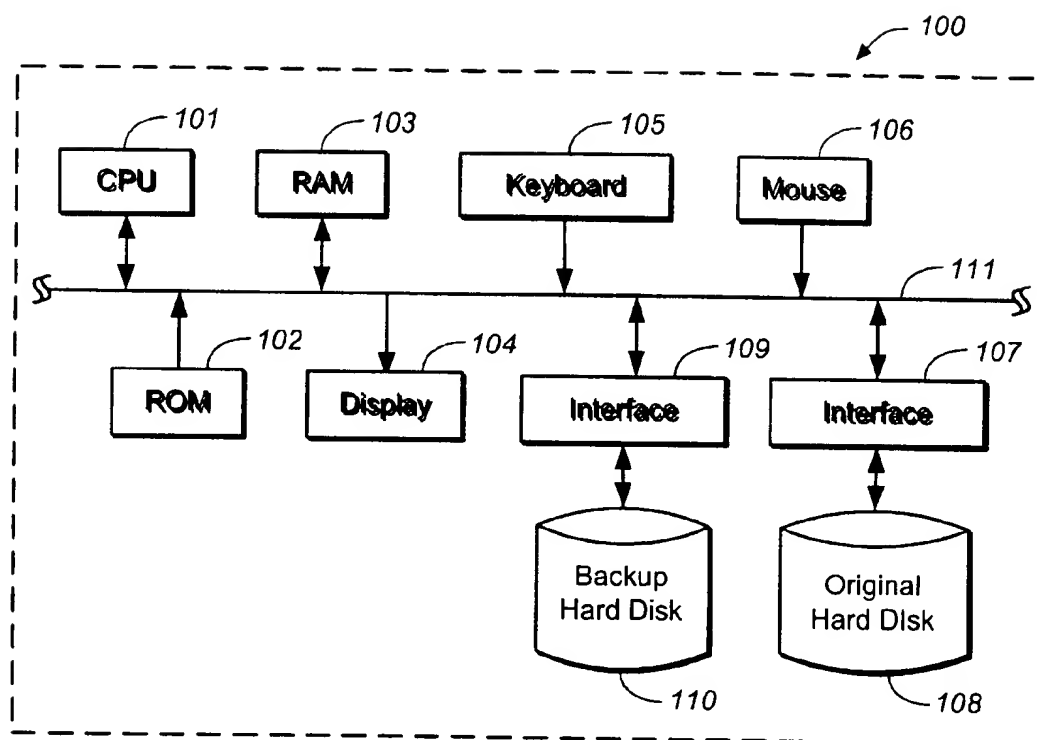 100
101
103
105
106
CPU
RAM
Keyboard
Mouse
111
102
104
109
107
ROM
Display
Interface
Interface
Backup
Hard Disk
Original
Hard DIsk
110
108